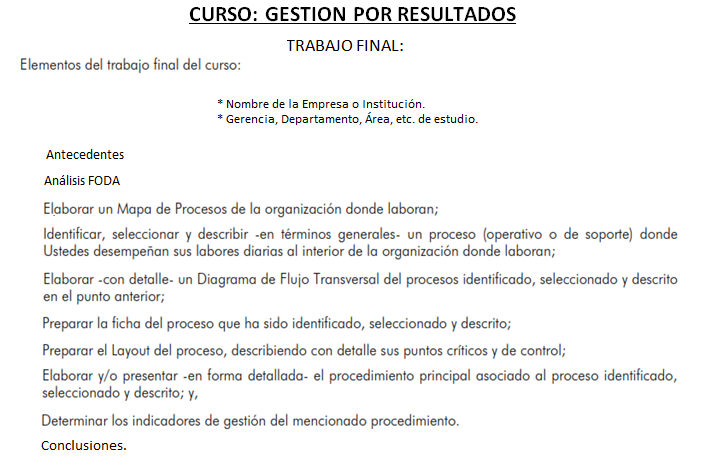 CURSO: GESTION POR RESULTADOS
TRABAJO FINAL:
Elementos del trabajo final del curso:
* Nombre de la Empresa o Institución.
* Gerencia, Departamento, Área, etc. de estudio.
Antecedentes
Análisis FODA
Elaborar un Mapa de Procesos de la organización donde laboran;
Identificar, seleccionar y describir -en términos generales- un proceso (operativo o de soporte) donde
Ustedes desempeñan sus labores diarias al interior de la organización donde laboran;
Elaborar -con detalle- un Diagrama de Flujo Transversal del procesos identificado, seleccionado y descrito
en el punto anterior;
Preparar la ficha del proceso que ha sido identificado, seleccionado y descrito;
Preparar el Layout del proceso, describiendo con detalle sus puntos críticos y de control;
Elaborar y/o presentar -en forma detallada- el procedimiento principal asociado al proceso identificado,
seleccionado y descrito; y,
Determinar los indicadores de gestión del mencionado procedimiento.
Conclusiones.